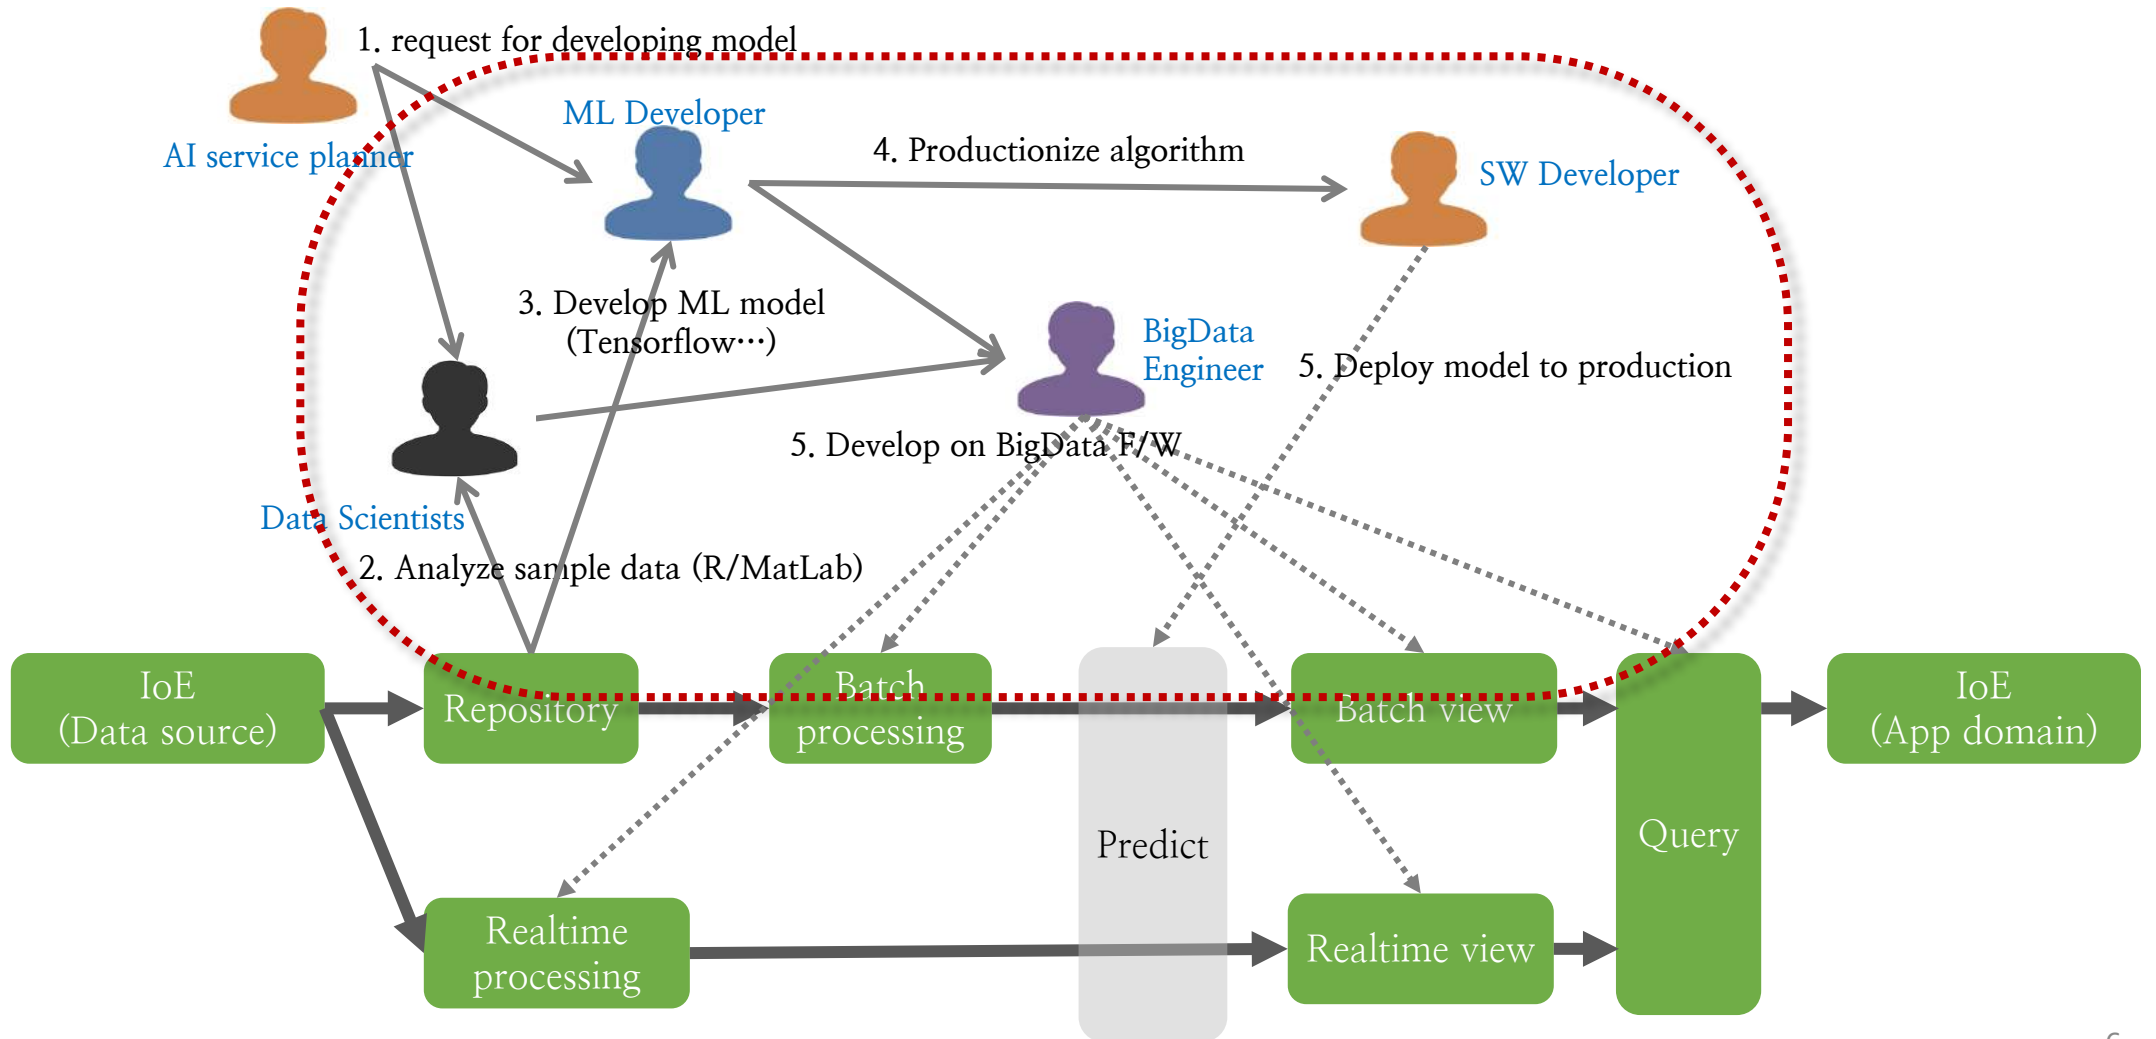 1. request for developing model
ML Developer
AI service planner
4. Productionize algorithm
SW Developer
3. Develop ML model
(Tensorflow…)
BigData
Engineer
5. Deploy model to production
5. Develop on BigData F/W
Data Scientists
2. Analyze sample data (R/MatLab)
IoE
(Data source)
Repository
Batch
processing
Batch view
IoE
(App domain)
Predict
Query
Realtime
processing
Realtime view